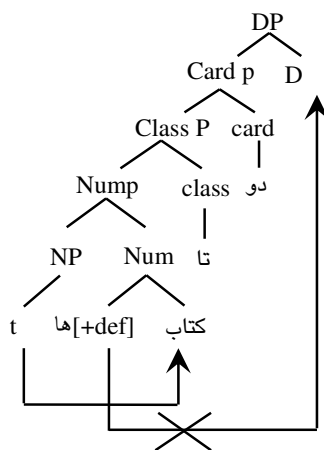 DP
Card p D
Class P card
Nump class دو
NP Num تا
t ها[+def] کتاب